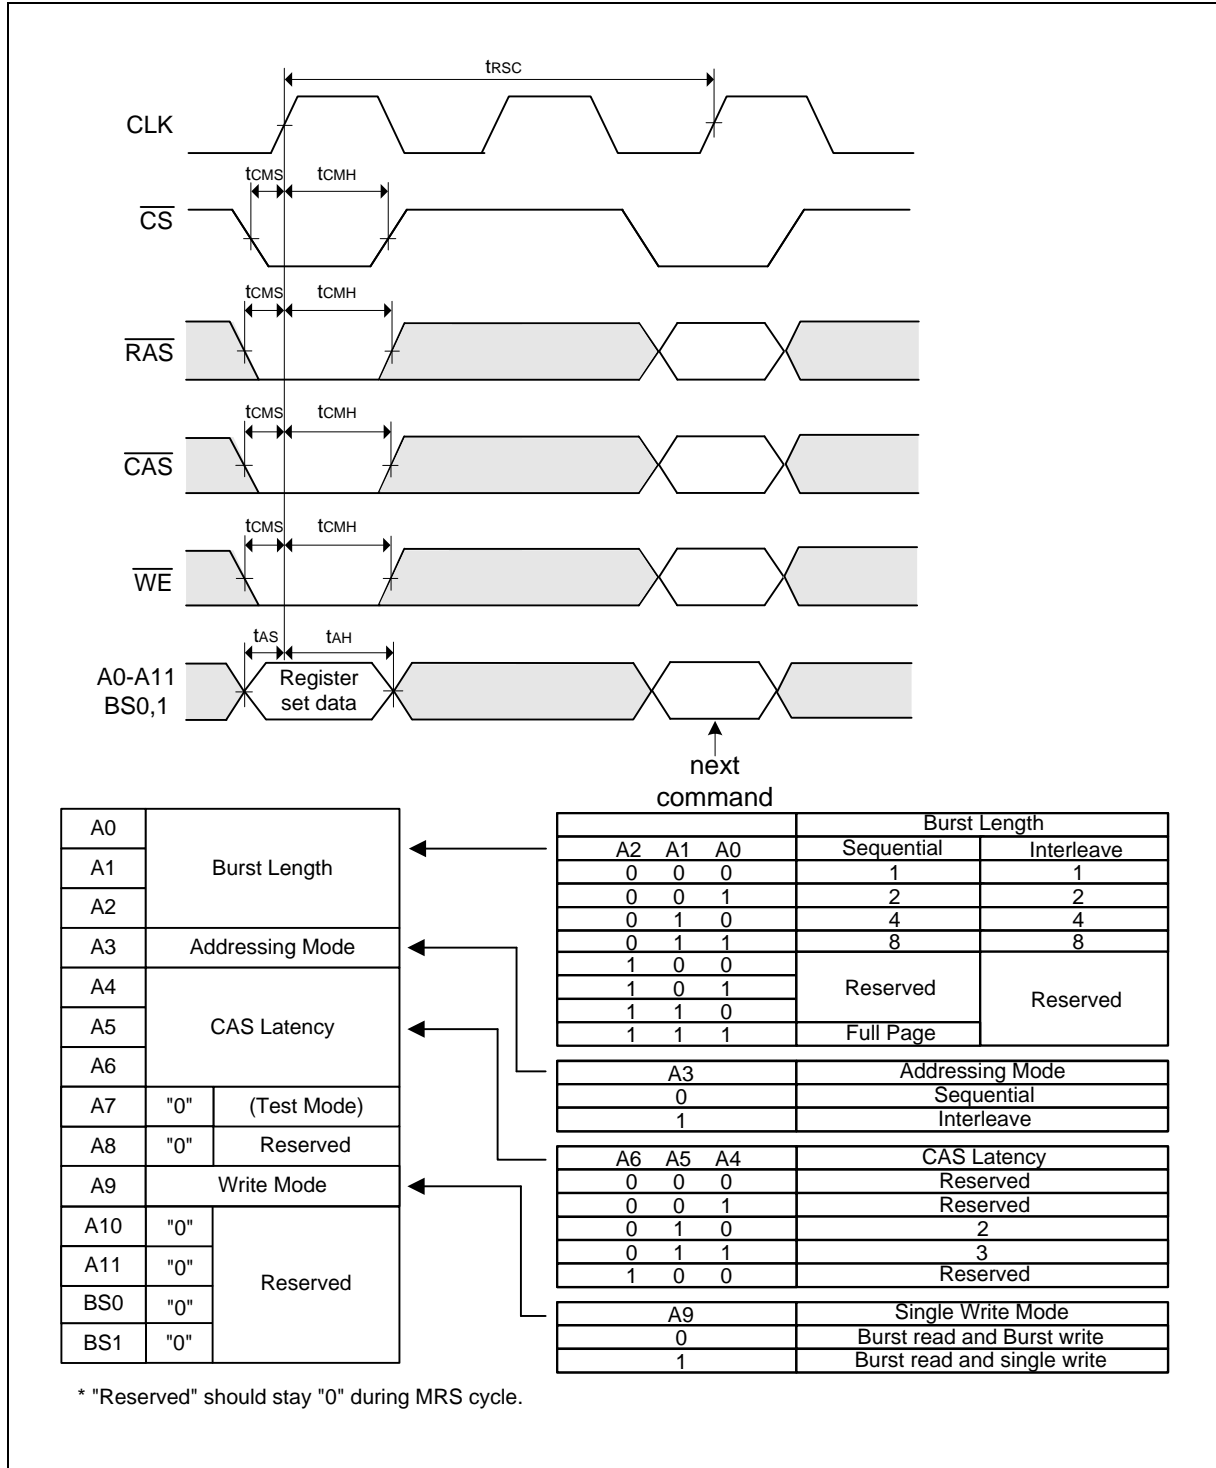 tRSC
CLK
tCMS tCMH
CS
tCMS tCMH
RAS
tCMS tCMH
CAS
tCMS tCMH
WE
tAS tAH
A0-A11
BS0,1
Register
set data
next
command
A0
A1 Burst Length
A2
A3 Addressing Mode
A4
A5 CAS Latency
A6
A7 "0" (Test Mode)
A8 "0" Reserved
A9 Write Mode
A10 "0"
A11 "0"
Reserved
BS0 "0"
BS1 "0"
Burst Length
A2 A1 A0 Sequential Interleave
0 0 0 1 1
0 0 1 2 2
0 1 0 4 4
0 1 1 8 8
1 0 0
1 0 1 Reserved Reserved
1 1 0
1 1 1 Full Page
A3 Addressing Mode
0 Sequential
1 Interleave
A6 A5 A4 CAS Latency
0 0 0 Reserved
0 0 1 Reserved
0 1 0 2
0 1 1 3
1 0 0 Reserved
A9 Single Write Mode
0 Burst read and Burst write
1 Burst read and single write
* "Reserved" should stay "0" during MRS cycle.